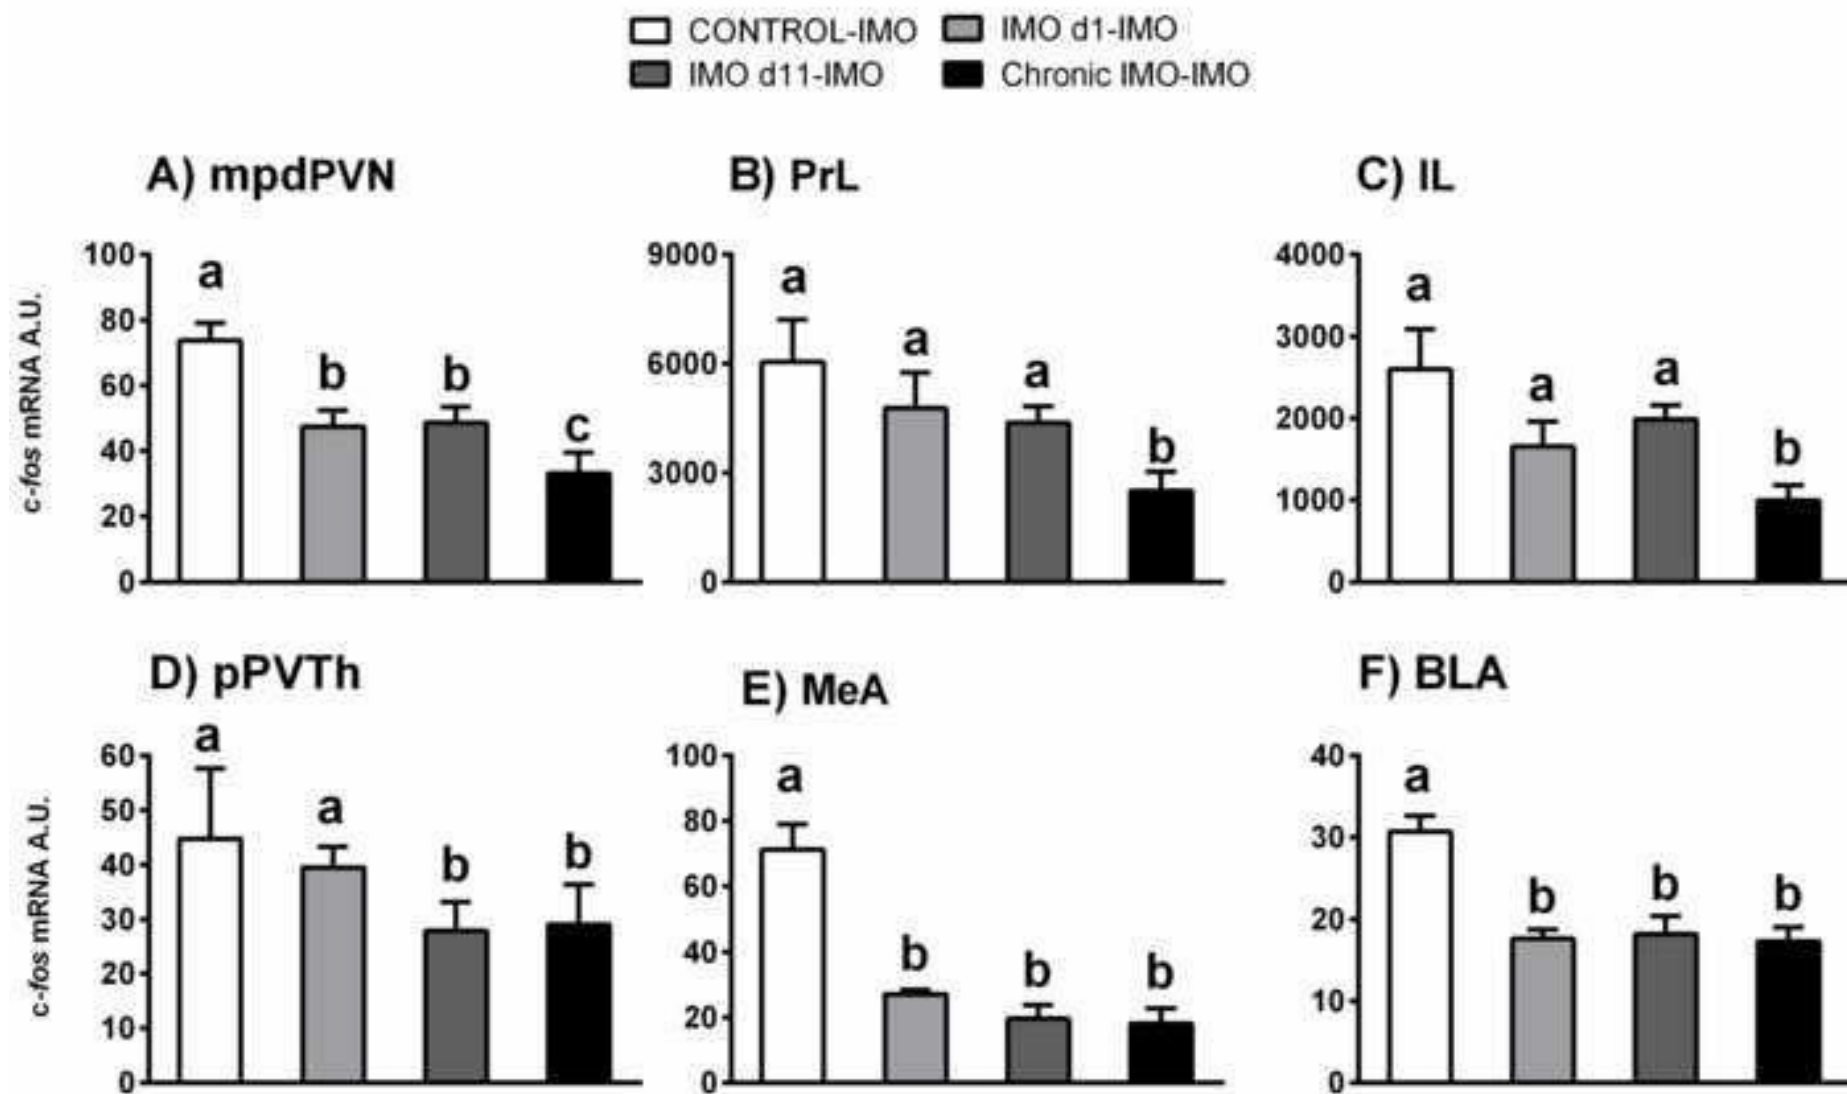 CONTROL-IMO IMO d1-IMO
IMO d11-IMO Chronic IMO-IMO
A) mpdPVN
c-fos mRNA A.U.
100
80
60
40
20
0
a
b
b
c
B) PrL
9000
6000
3000
0
a
a
a
b
C) IL
4000
3000
2000
1000
0
a
a
a
b
D) pPVTh
c-fos mRNA A.U.
60
50
40
30
20
10
0
a
a
b
b
E) MeA
100
80
60
40
20
0
a
b
b
b
F) BLA
40
30
20
10
0
a
b
b
b